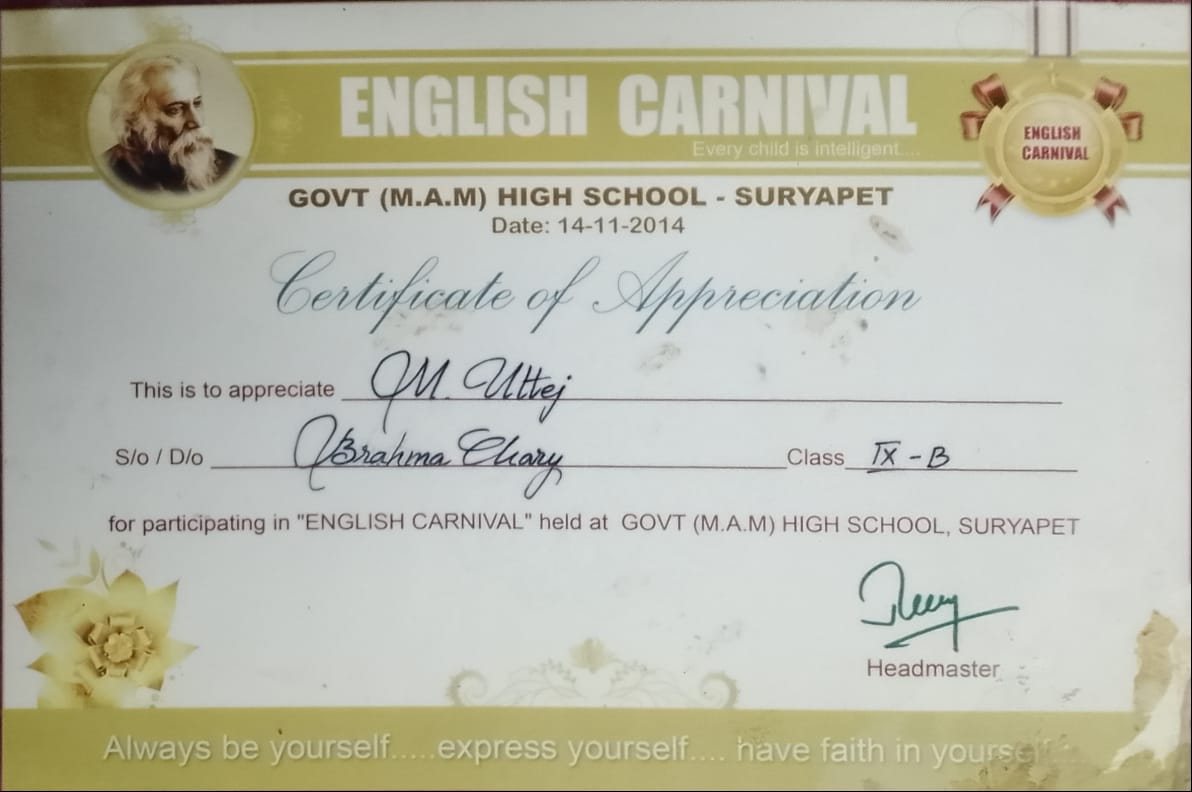 ENGLISH CARNIVAL
Every child is intelligent....
ENGLISH
CARNIVAL
GOVT (M.A.M) HIGH SCHOOL - SURYAPET
Date: 14-11-2014
Certificate of Appreciation
This is to appreciate M. Uttej
S/o / D/o Brahma Chary Class IX - B
for participating in "ENGLISH CARNIVAL" held at GOVT (M.A.M) HIGH SCHOOL, SURYAPET
Headmaster
Always be yourself.....express yourself.... have faith in yourself....